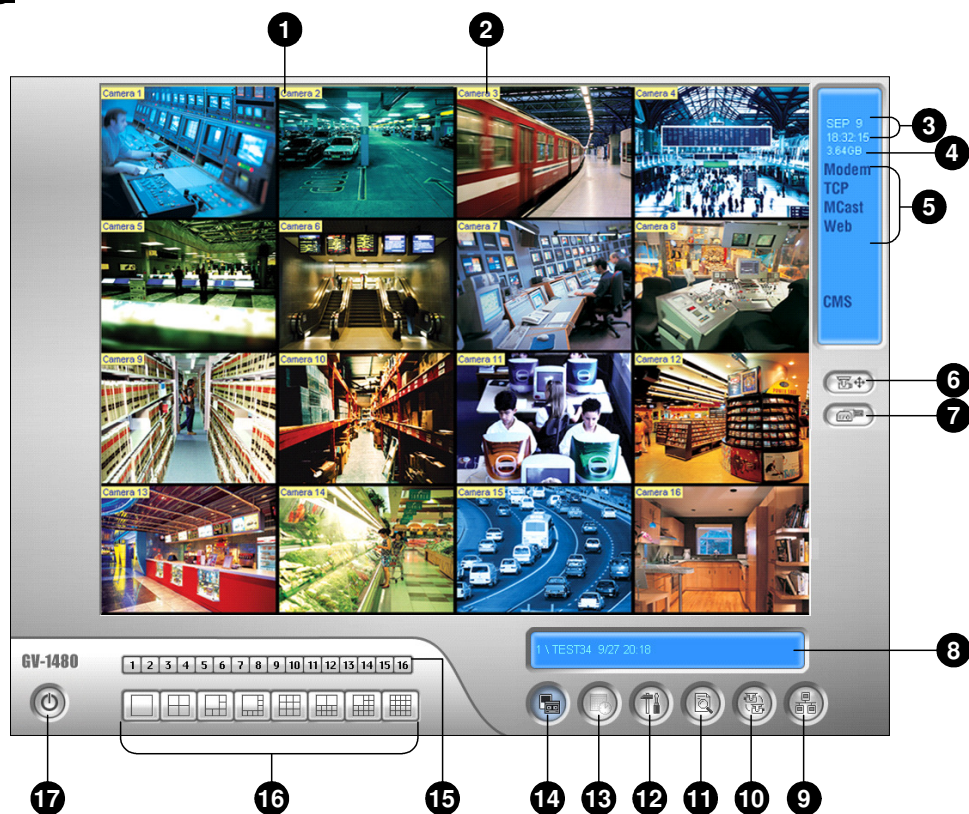 1 2
Camera 1 Camera 2 Camera 3 Camera 4
SEP 9
18:32:15
3.64GB
Modem
TCP
MCast
Web
CMS
3
4
5
Camera 5 Camera 6 Camera 7 Camera 8
Camera 9 Camera 10 Camera 11 Camera 12
6
7
Camera 13 Camera 14 Camera 15 Camera 16
1 \ TEST34 9/27 20:18
8
GV-1480
1 2 3 4 5 6 7 8 9 10 11 12 13 14 15 16
17 16 15 14 13 12 11 10 9